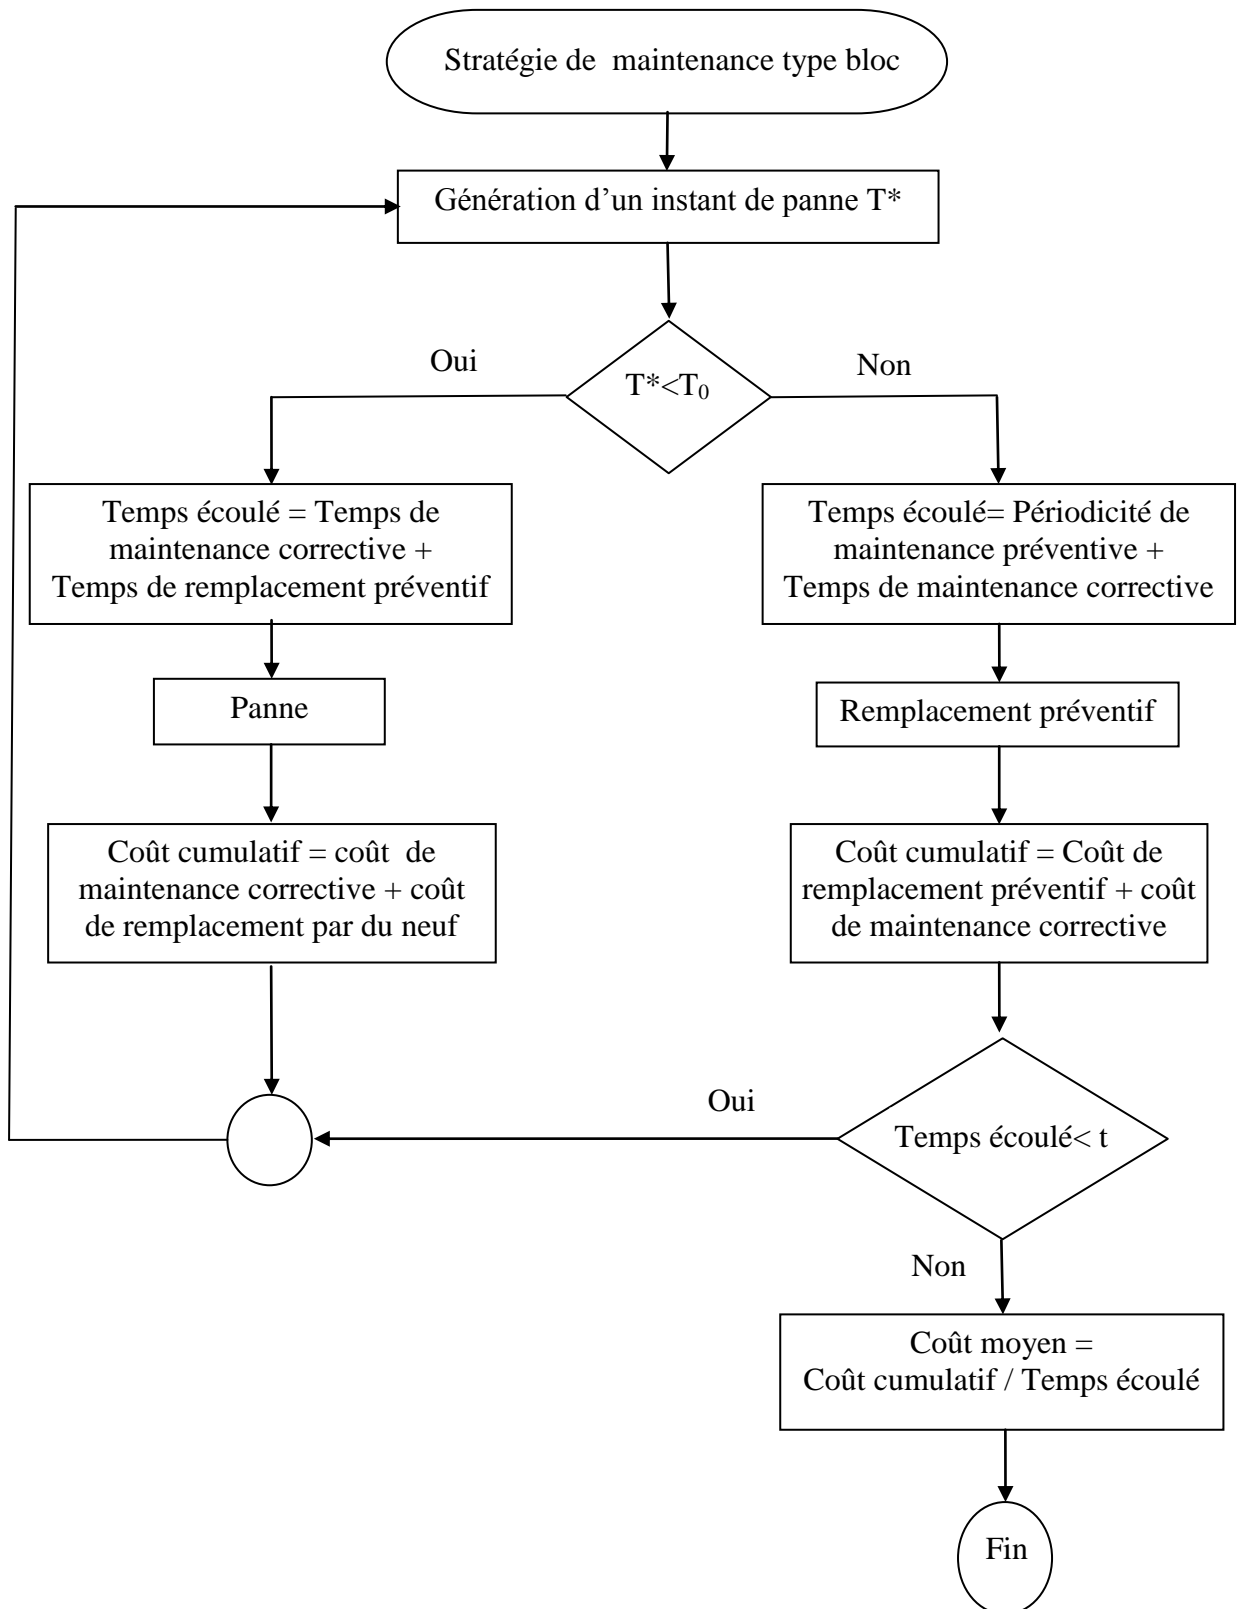 Stratégie de maintenance type bloc
Génération d’un instant de panne T*
Oui
Non
T*<T₀
Temps écoulé = Temps de
maintenance corrective +
Temps de remplacement préventif
Temps écoulé= Périodicité de
maintenance préventive +
Temps de maintenance corrective
Panne
Remplacement préventif
Coût cumulatif = coût de
maintenance corrective + coût
de remplacement par du neuf
Coût cumulatif = Coût de
remplacement préventif + coût
de maintenance corrective
Oui
Temps écoulé< t
Non
Coût moyen =
Coût cumulatif / Temps écoulé
Fin